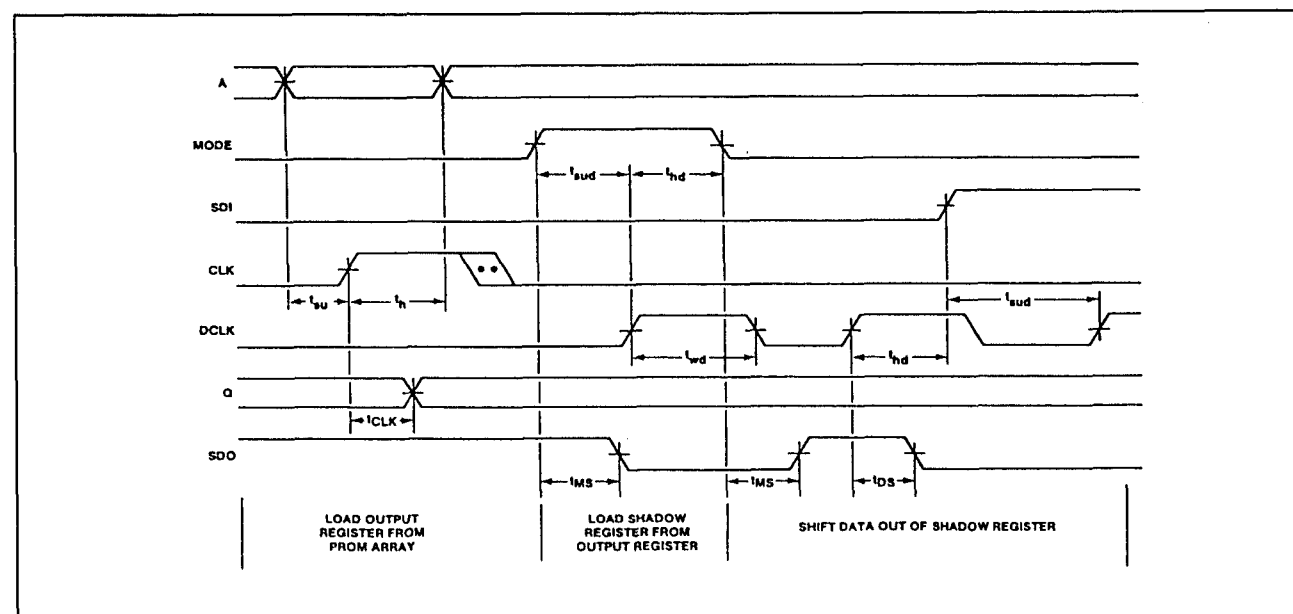 A
MODE
tsud
thd
SDI
CLK
tsu
th
tsud
DCLK
twd
thd
Q
tCLK
SDO
tMS
tMS
tDS
LOAD OUTPUT
REGISTER FROM
PROM ARRAY
LOAD SHADOW
REGISTER FROM
OUTPUT REGISTER
SHIFT DATA OUT OF SHADOW REGISTER